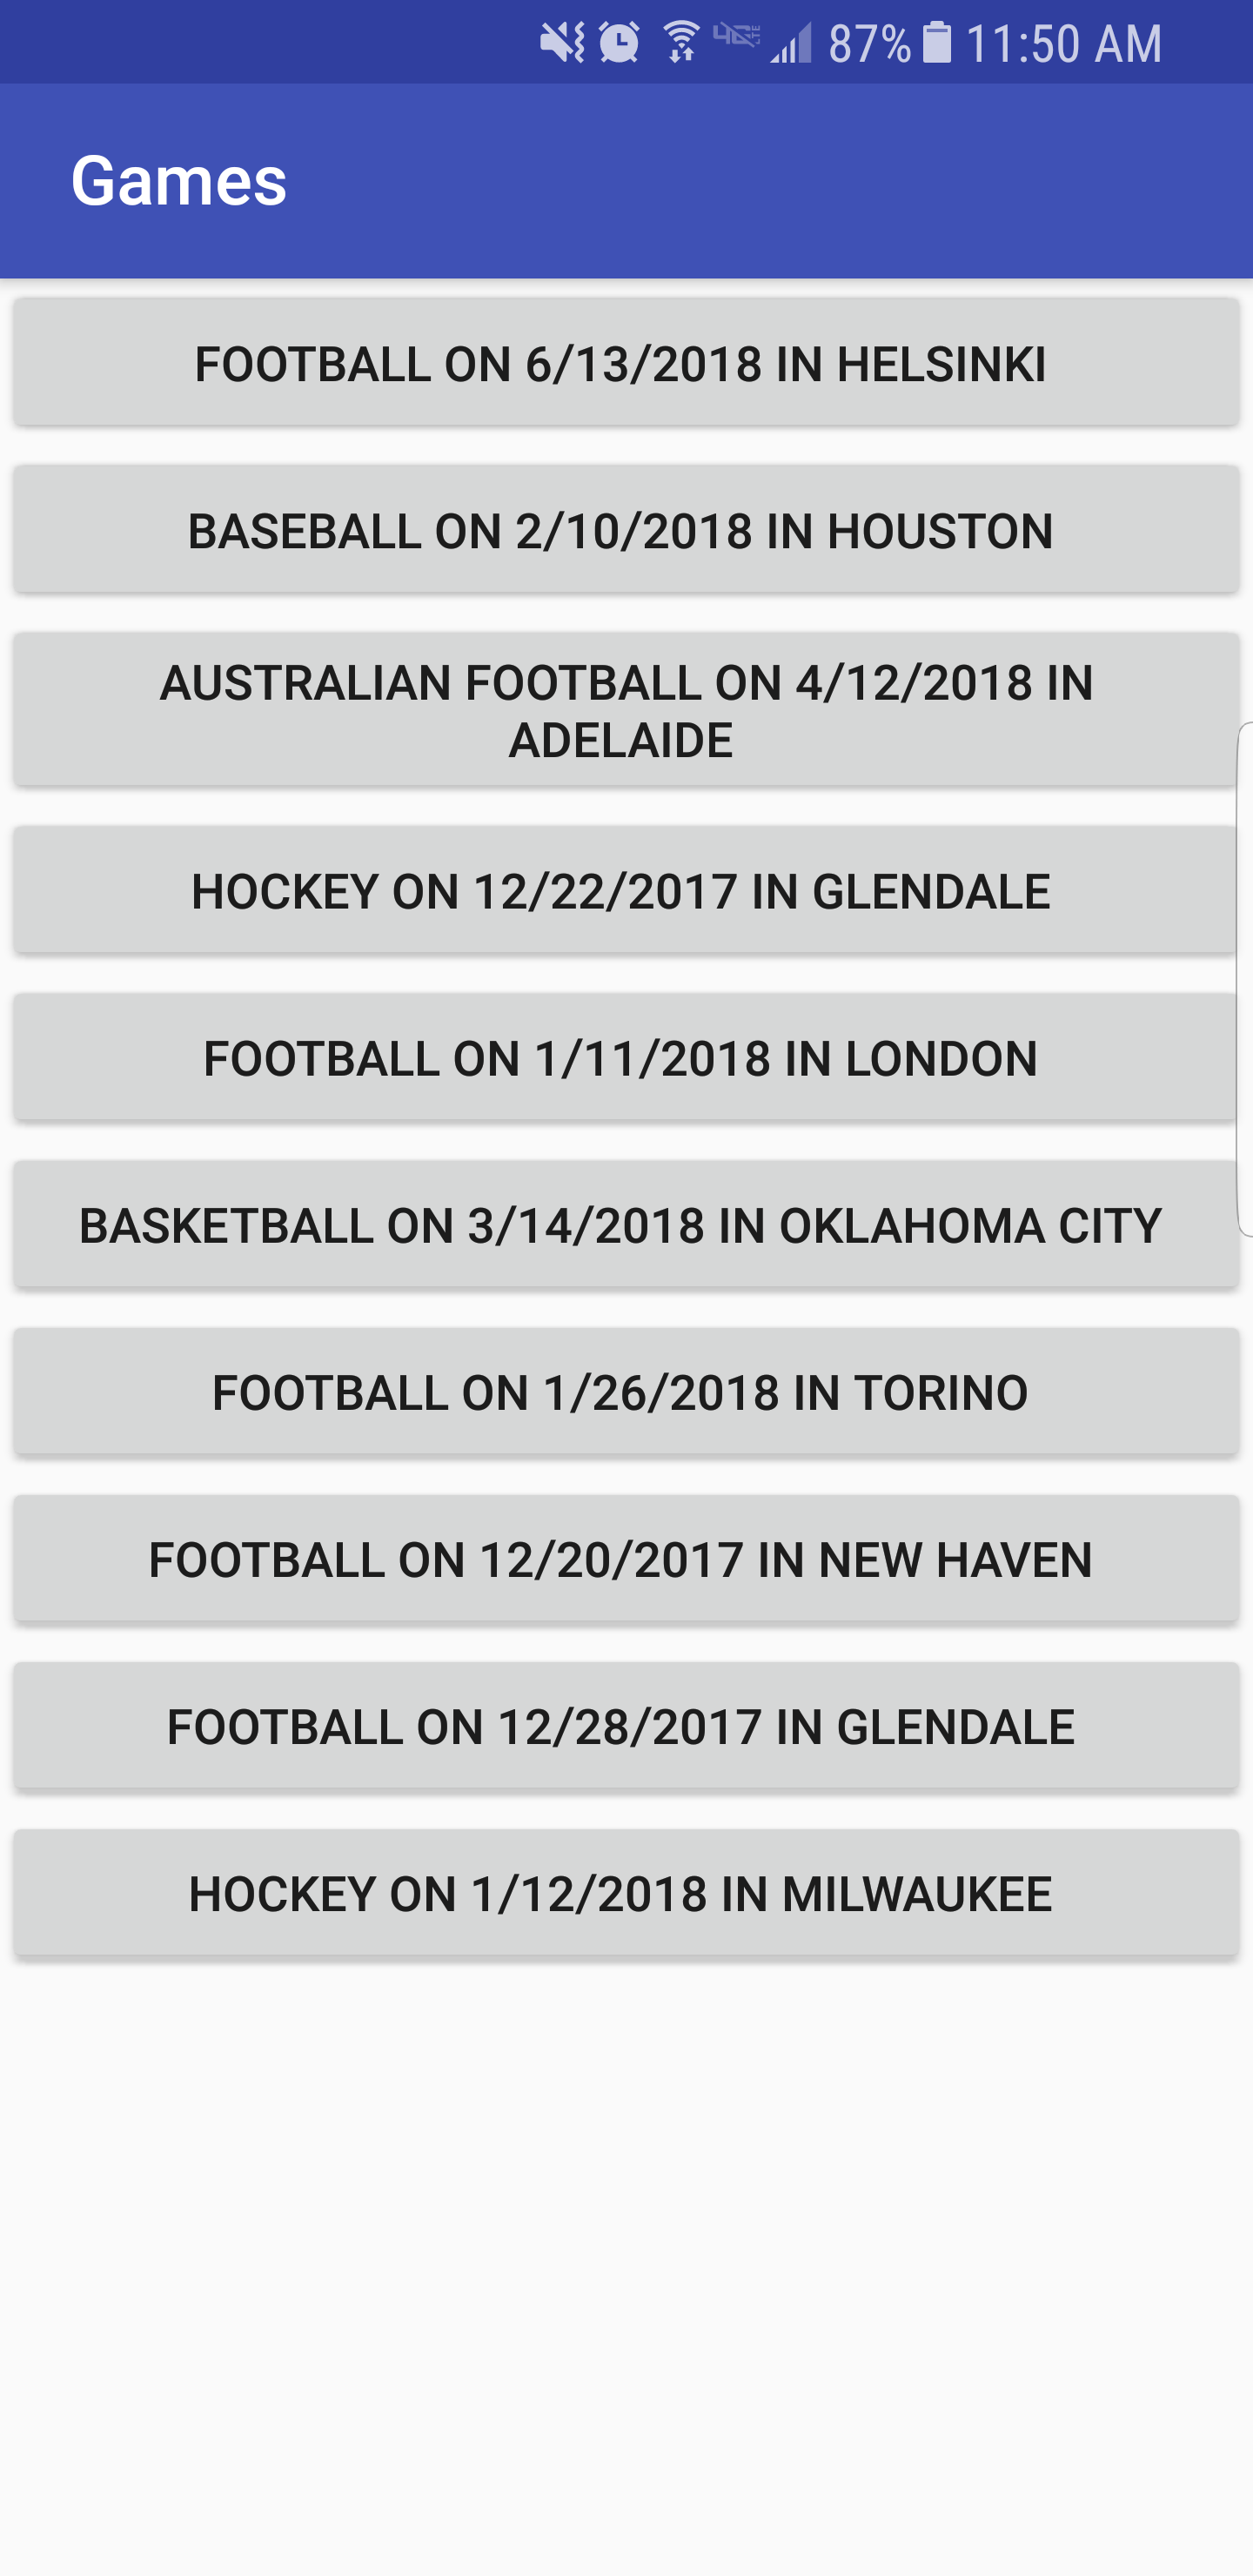 87% 11:50 AM
Games
FOOTBALL ON 6/13/2018 IN HELSINKI
BASEBALL ON 2/10/2018 IN HOUSTON
AUSTRALIAN FOOTBALL ON 4/12/2018 IN
ADELAIDE
HOCKEY ON 12/22/2017 IN GLENDALE
FOOTBALL ON 1/11/2018 IN LONDON
BASKETBALL ON 3/14/2018 IN OKLAHOMA CITY
FOOTBALL ON 1/26/2018 IN TORINO
FOOTBALL ON 12/20/2017 IN NEW HAVEN
FOOTBALL ON 12/28/2017 IN GLENDALE
HOCKEY ON 1/12/2018 IN MILWAUKEE